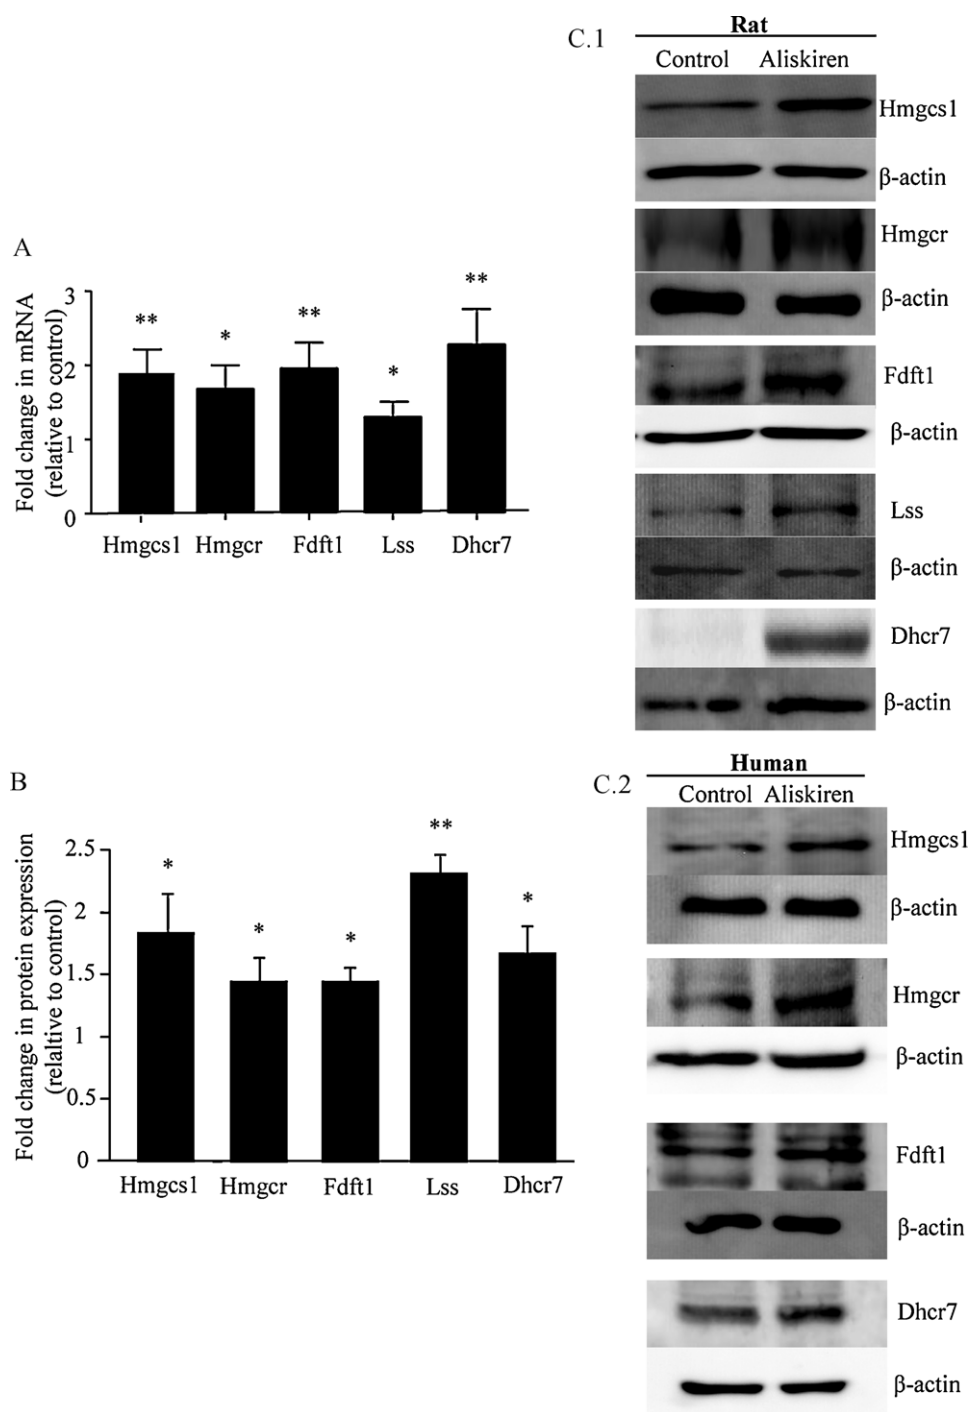 A
Fold change in mRNA
(relative to control)
3
2
1
0
** * ** * **
Hmgcs1 Hmgcr Fdft1 Lss Dhcr7
B
Fold change in protein expression
(relaltive to control)
2.5
2
1.5
1
0.5
0
* * * ** *
Hmgcs1 Hmgcr Fdft1 Lss Dhcr7
C.1
Rat
Control Aliskiren
Hmgcs1
β-actin
Hmgcr
β-actin
Fdft1
β-actin
Lss
β-actin
Dhcr7
β-actin
C.2
Human
Control Aliskiren
Hmgcs1
β-actin
Hmgcr
β-actin
Fdft1
β-actin
Dhcr7
β-actin